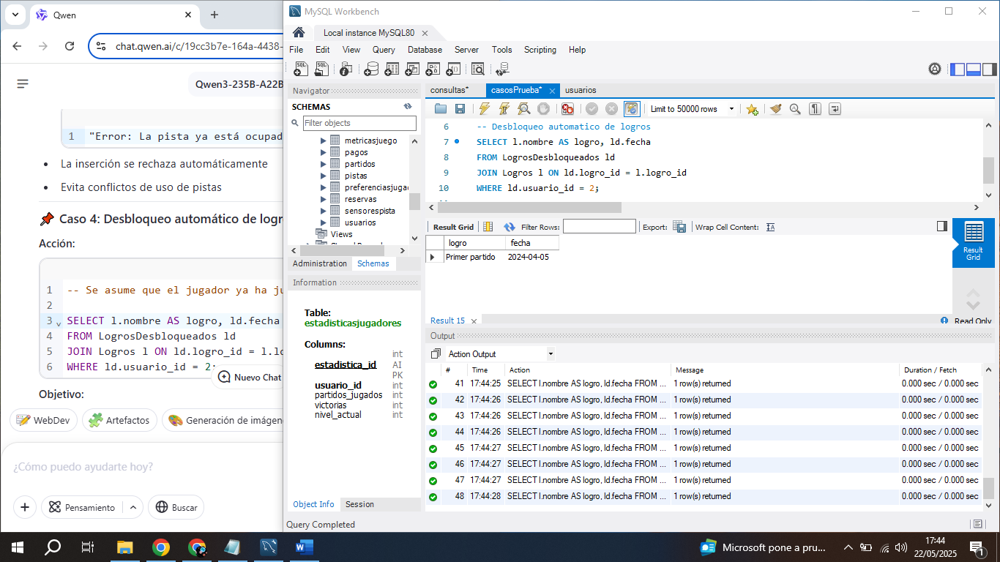 Qwen
chat.qwen.ai/c/19cc3b7e-164a-4438-
Qwen3-235B-A22B
1 "Error: La pista ya está ocupad
La inserción se rechaza automáticamente
Evita conflictos de uso de pistas
Caso 4: Desbloqueo automático de logr
Acción:
1 -- Se asume que el jugador ya ha ju
2
3 SELECT l.nombre AS logro, ld.fecha
4 FROM LogrosDesbloqueados ld
5 JOIN Logros l ON ld.logro_id = l.lo
6 WHERE ld.usuario_id = 2;
Nuevo Chat
Objetivo:
WebDev
Artefactos
Generación de imágen
¿Cómo puedo ayudarte hoy?
Pensamiento
Buscar
MySQL Workbench
Local instance MySQL80
File Edit View Query Database Server Tools Scripting Help
Navigator
SCHEMAS
Filter objects
metricasjuego
pagos
partidos
pistas
preferenciasjuga
reservas
sensorespista
usuarios
Views
Administration Schemas
Information
Table:
estadisticasjugadores
Columns:
estadistica_id int AI PK
usuario_id int
partidos_jugados int
victorias int
nivel_actual int
Object Info Session
Query Completed
consultas* casosPrueba* usuarios
Limit to 50000 rows
6 -- Desbloqueo automatico de logros
7 SELECT l.nombre AS logro, ld.fecha
8 FROM LogrosDesbloqueados ld
9 JOIN Logros l ON ld.logro_id = l.logro_id
10 WHERE ld.usuario_id = 2;
Result Grid Filter Rows: Export: Wrap Cell Content:
logro fecha
Primer partido 2024-04-05
Result Grid
Result 15
Read Only
Output
Action Output
# Time Action Message Duration / Fetch
41 17:44:25 SELECT l.nombre AS logro, ld.fecha FROM ... 1 row(s) returned 0.000 sec / 0.000 sec
42 17:44:26 SELECT l.nombre AS logro, ld.fecha FROM ... 1 row(s) returned 0.000 sec / 0.000 sec
43 17:44:26 SELECT l.nombre AS logro, ld.fecha FROM ... 1 row(s) returned 0.000 sec / 0.000 sec
44 17:44:26 SELECT l.nombre AS logro, ld.fecha FROM ... 1 row(s) returned 0.000 sec / 0.000 sec
45 17:44:27 SELECT l.nombre AS logro, ld.fecha FROM ... 1 row(s) returned 0.000 sec / 0.000 sec
46 17:44:27 SELECT l.nombre AS logro, ld.fecha FROM ... 1 row(s) returned 0.000 sec / 0.000 sec
47 17:44:27 SELECT l.nombre AS logro, ld.fecha FROM ... 1 row(s) returned 0.000 sec / 0.000 sec
48 17:44:28 SELECT l.nombre AS logro, ld.fecha FROM ... 1 row(s) returned 0.000 sec / 0.000 sec
Microsoft pone a pru...
17:44
22/05/2025
1